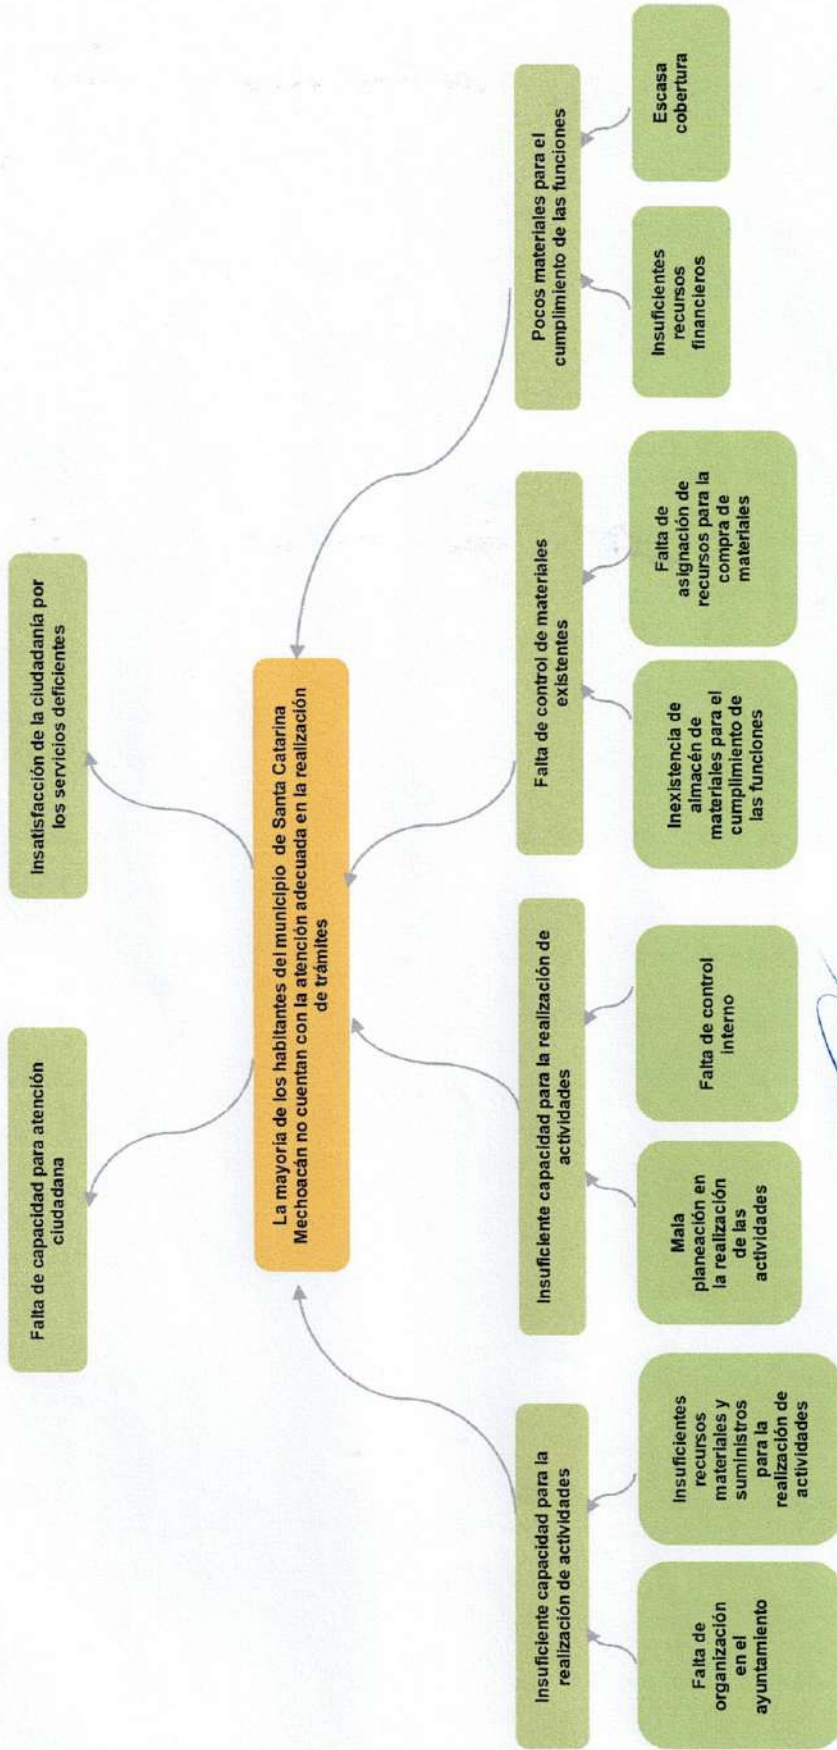 Falta de capacidad para atención
ciudadana
Insatisfacción de la ciudadanía por
los servicios deficientes
La mayoría de los habitantes del municipio de Santa Catarina
Mechoacán no cuentan con la atención adecuada en la realización
de trámites
Insuficiente capacidad para la
realización de actividades
Insuficiente capacidad para la realización de
actividades
Falta de control de materiales
existentes
Pocos materiales para el
cumplimiento de las funciones
Falta de
organización
en el
ayuntamiento
Insuficientes
recursos
materiales y
suministros
para la
realización de
actividades
Mala
planeación en
la realización
de las
actividades
Falta de control
interno
Inexistencia de
almacén de
materiales para el
cumplimiento de
las funciones
Falta de
asignación de
recursos para la
compra de
materiales
Insuficientes
recursos
financieros
Escasa
cobertura